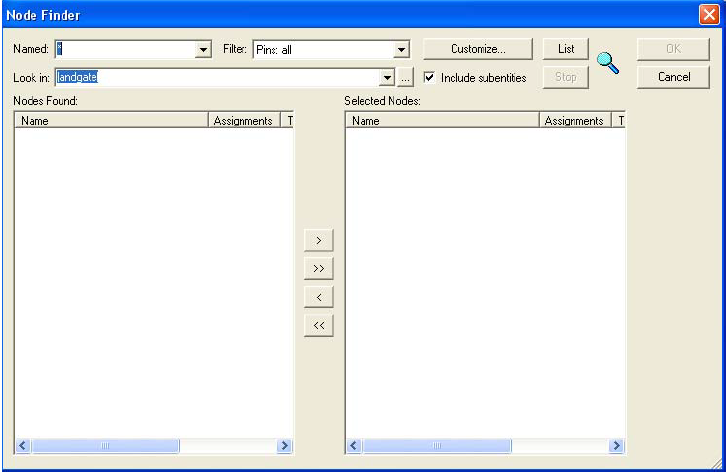 Node Finder
Named: * Filter: Pins: all Customize... List OK
Look in: |andgate| ... Include subentities Stop Cancel
Nodes Found: Selected Nodes:
Name Assignments T Name Assignments T
>
>>
<
<<